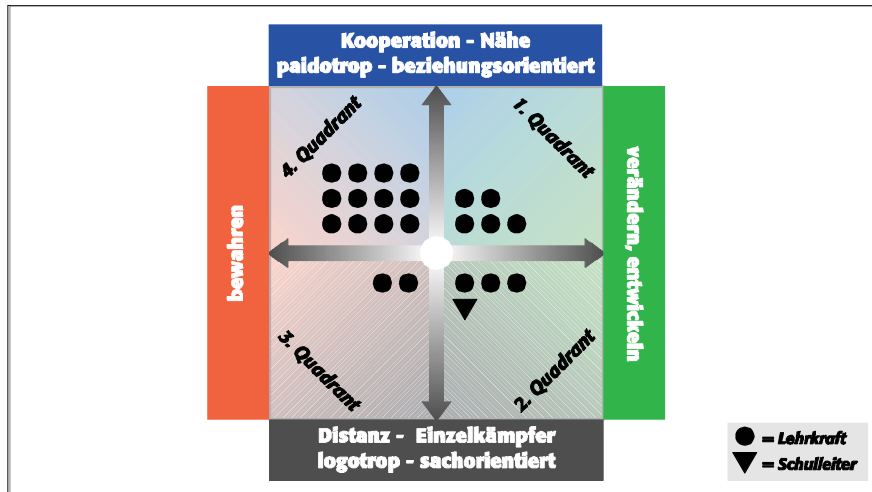 Kooperation - Nähe
paidotrop - beziehungsorientiert
4. Quadrant
1. Quadrant
bewahren
verändern, entwickeln
3. Quadrant
2. Quadrant
Distanz - Einzelkämpfer
logotrop - sachorientiert
= Lehrkraft
= Schulleiter